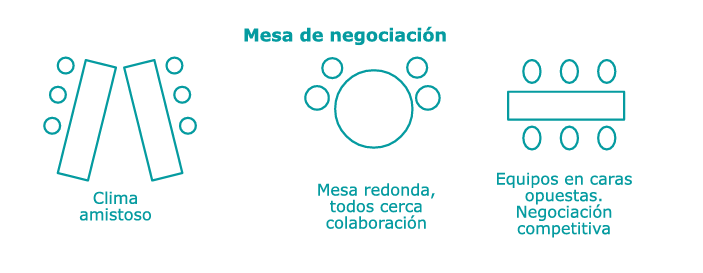 Mesa de negociación
Clima
amistoso
Mesa redonda,
todos cerca
colaboración
Equipos en caras
opuestas.
Negociación
competitiva